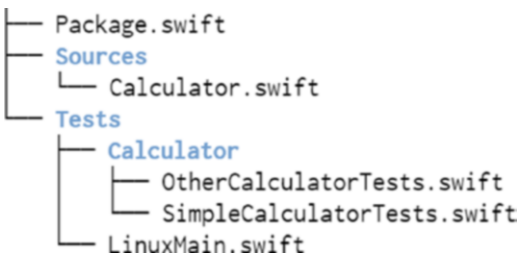 Package.swift
Sources
Calculator.swift
Tests
Calculator
OtherCalculatorTests.swift
SimpleCalculatorTests.swift
LinuxMain.swift